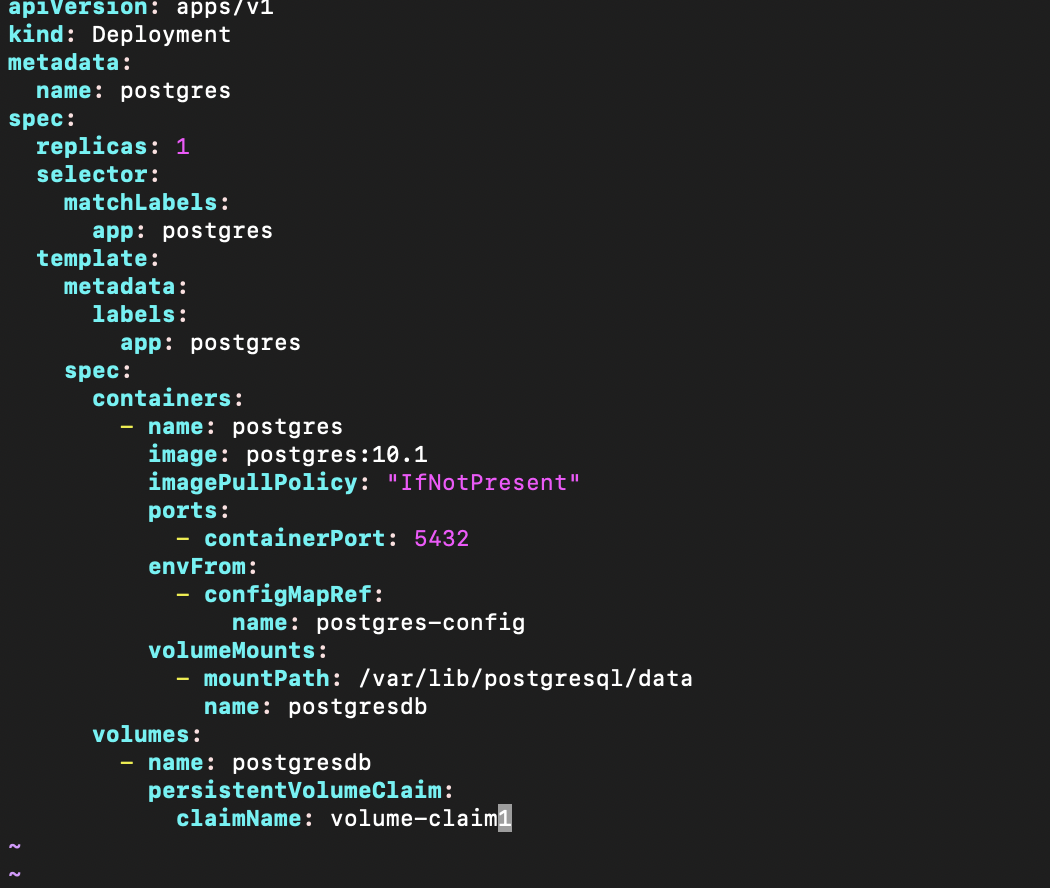 apiVersion: apps/v1
kind: Deployment
metadata:
  name: postgres
spec:
  replicas: 1
  selector:
    matchLabels:
      app: postgres
  template:
    metadata:
      labels:
        app: postgres
    spec:
      containers:
        - name: postgres
          image: postgres:10.1
          imagePullPolicy: "IfNotPresent"
          ports:
            - containerPort: 5432
          envFrom:
            - configMapRef:
                name: postgres-config
          volumeMounts:
            - mountPath: /var/lib/postgresql/data
              name: postgresdb
      volumes:
        - name: postgresdb
          persistentVolumeClaim:
            claimName: volume-claim1
~
~